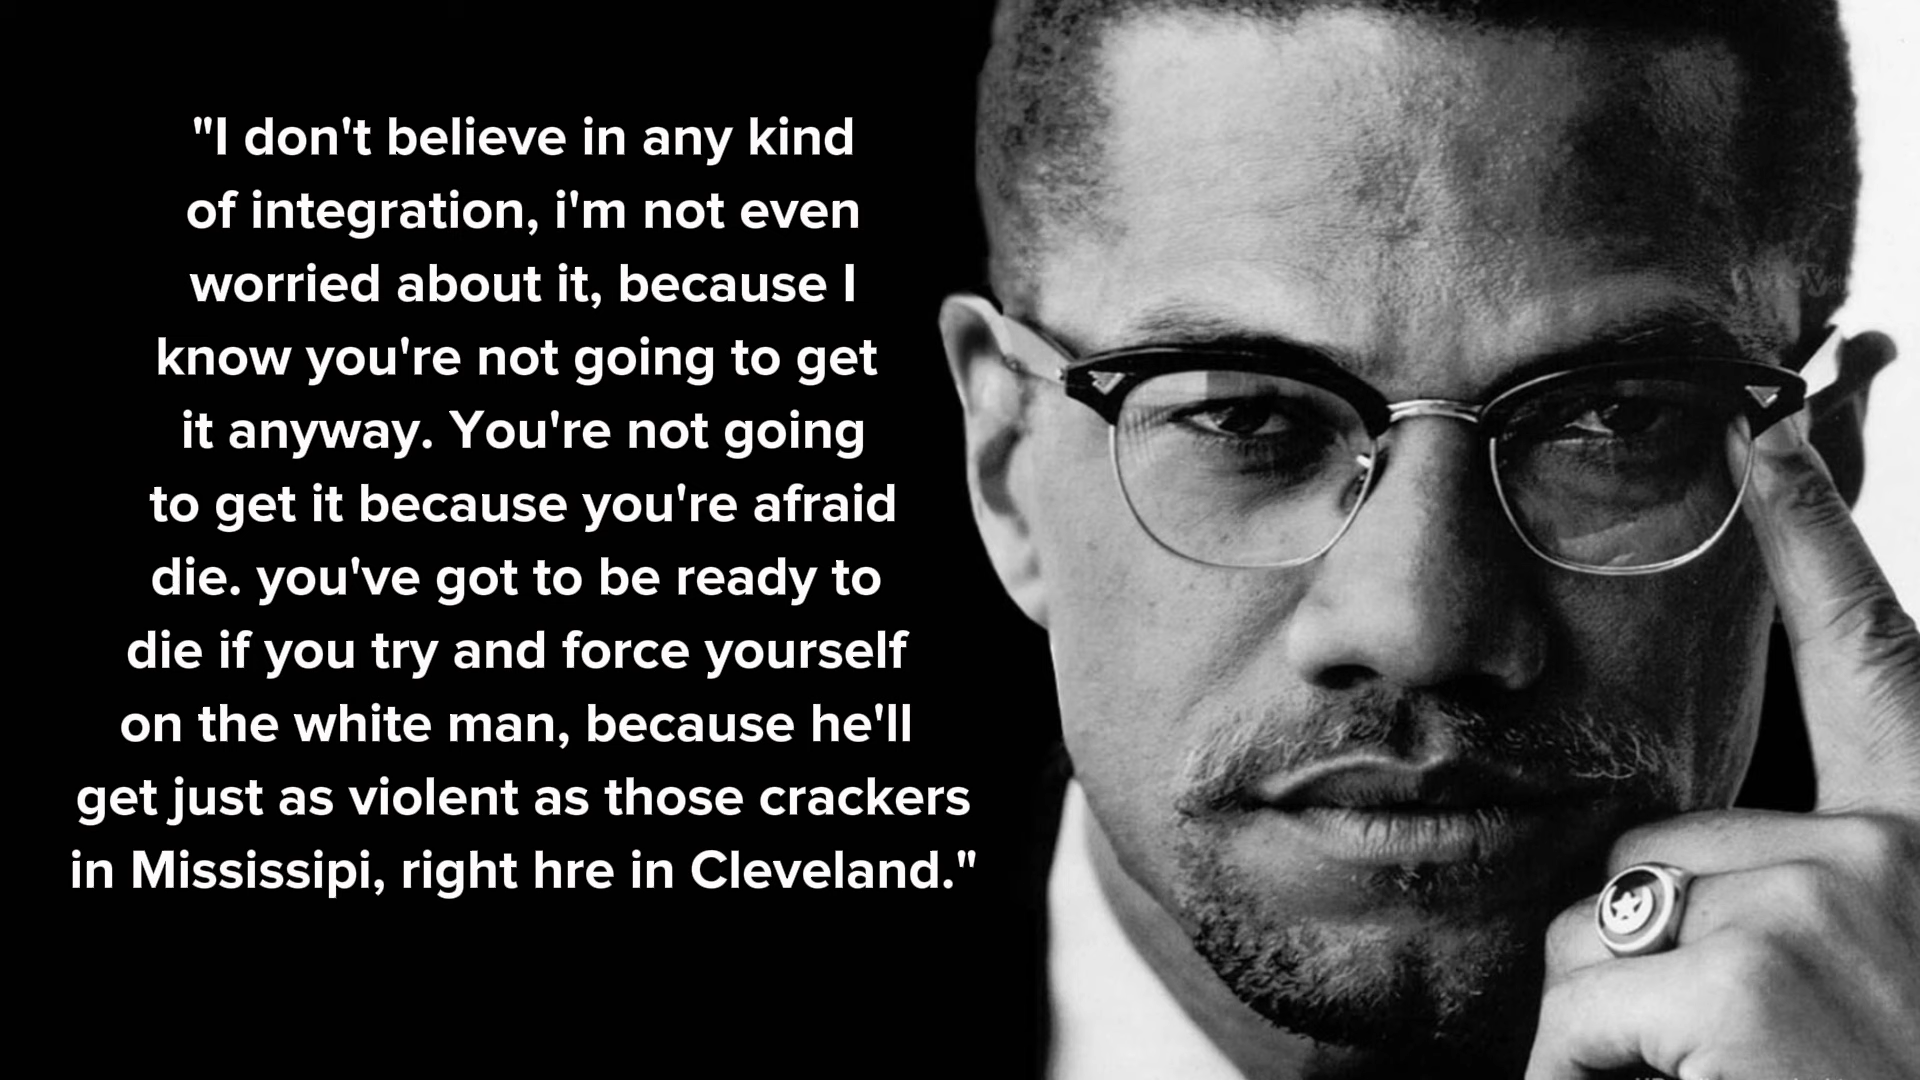 "I don't believe in any kind
of integration, i'm not even
worried about it, because I
know you're not going to get
it anyway. You're not going
to get it because you're afraid
die. you've got to be ready to
die if you try and force yourself
on the white man, because he'll
get just as violent as those crackers
in Mississipi, right hre in Cleveland."